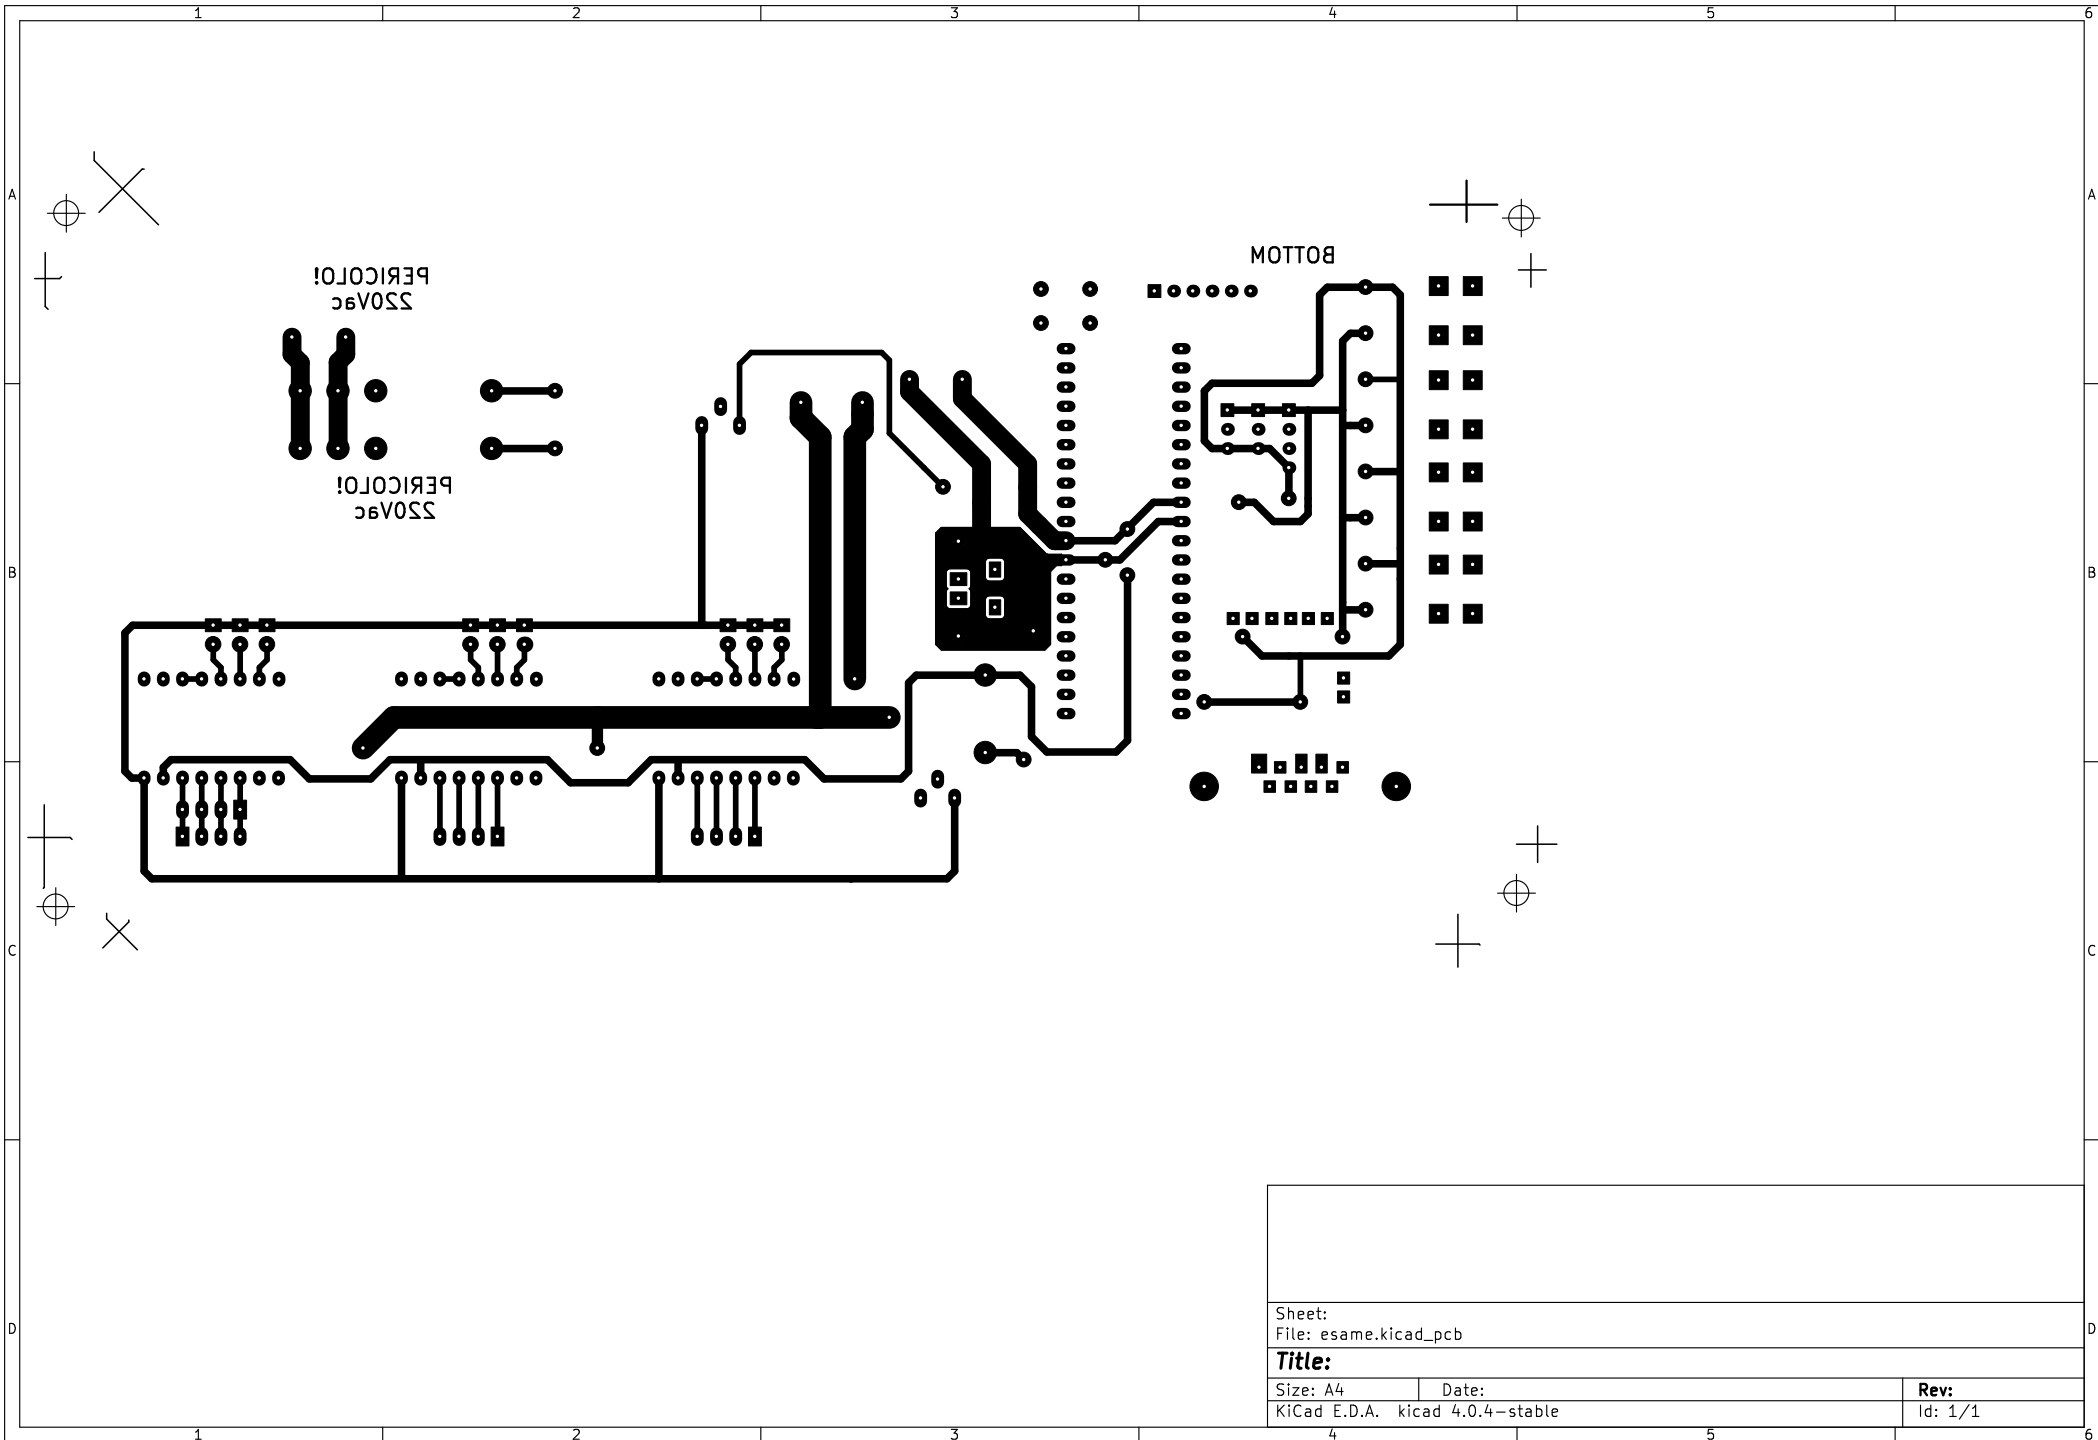 1 2 3 4 5 6
A A
BOTTOM
PERICOLO!
220Vac
PERICOLO!
220Vac
B B
C C
D D
Sheet:
File: esame.kicad_pcb
Title:
Size: A4 Date: Rev:
KiCad E.D.A. kicad 4.0.4-stable Id: 1/1
1 2 3 4 5 6